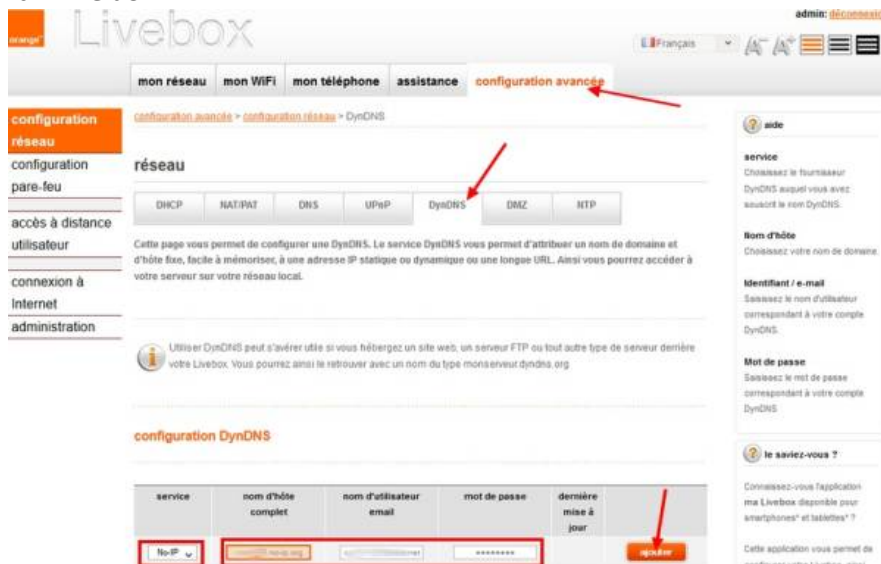 orange™
Livebox
admin: déconnexion
Français
A- A+
mon réseau
mon WiFi
mon téléphone
assistance
configuration avancée
configuration
réseau
configuration
pare-feu
accès à distance
utilisateur
connexion à
Internet
administration
configuration avancée > configuration réseau > DynDNS
réseau
DHCP
NAT/PAT
DNS
UPnP
DynDNS
DMZ
NTP
Cette page vous permet de configurer une DynDNS. Le service DynDNS vous permet d'attribuer un nom de domaine et
d'hôte fixe, facile à mémoriser, à une adresse IP statique ou dynamique ou une longue URL. Ainsi vous pourrez accéder à
votre serveur sur votre réseau local.
Utiliser DynDNS peut s'avérer utile si vous hébergez un site web, un serveur FTP ou tout autre type de serveur derrière
votre Livebox. Vous pourrez ainsi le retrouver avec un nom du type monserveur.dyndns.org
configuration DynDNS
service
nom d'hôte
complet
nom d'utilisateur
email
mot de passe
dernière
mise à
jour
No-IP
no-ip.org
********
ajouter
aide
service
Choisissez le fournisseur
DynDNS auquel vous avez
souscrit le nom DynDNS.
Nom d'hôte
Choisissez votre nom de domaine.
Identifiant / e-mail
Saisissez le nom d'utilisateur
correspondant à votre compte
DynDNS.
Mot de passe
Saisissez le mot de passe
correspondant à votre compte
DynDNS
le saviez-vous ?
Connaissez-vous l'application
ma Livebox disponible pour
smartphones* et tablettes* ?
Cette application vous permet de